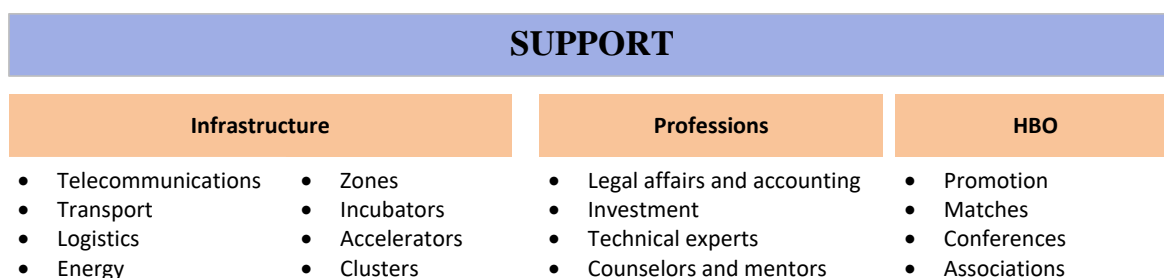 SUPPORT
Infrastructure
• Telecommunications
• Transport
• Logistics
• Energy
• Zones
• Incubators
• Accelerators
• Clusters
Professions
• Legal affairs and accounting
• Investment
• Technical experts
• Counselors and mentors
HBO
• Promotion
• Matches
• Conferences
• Associations